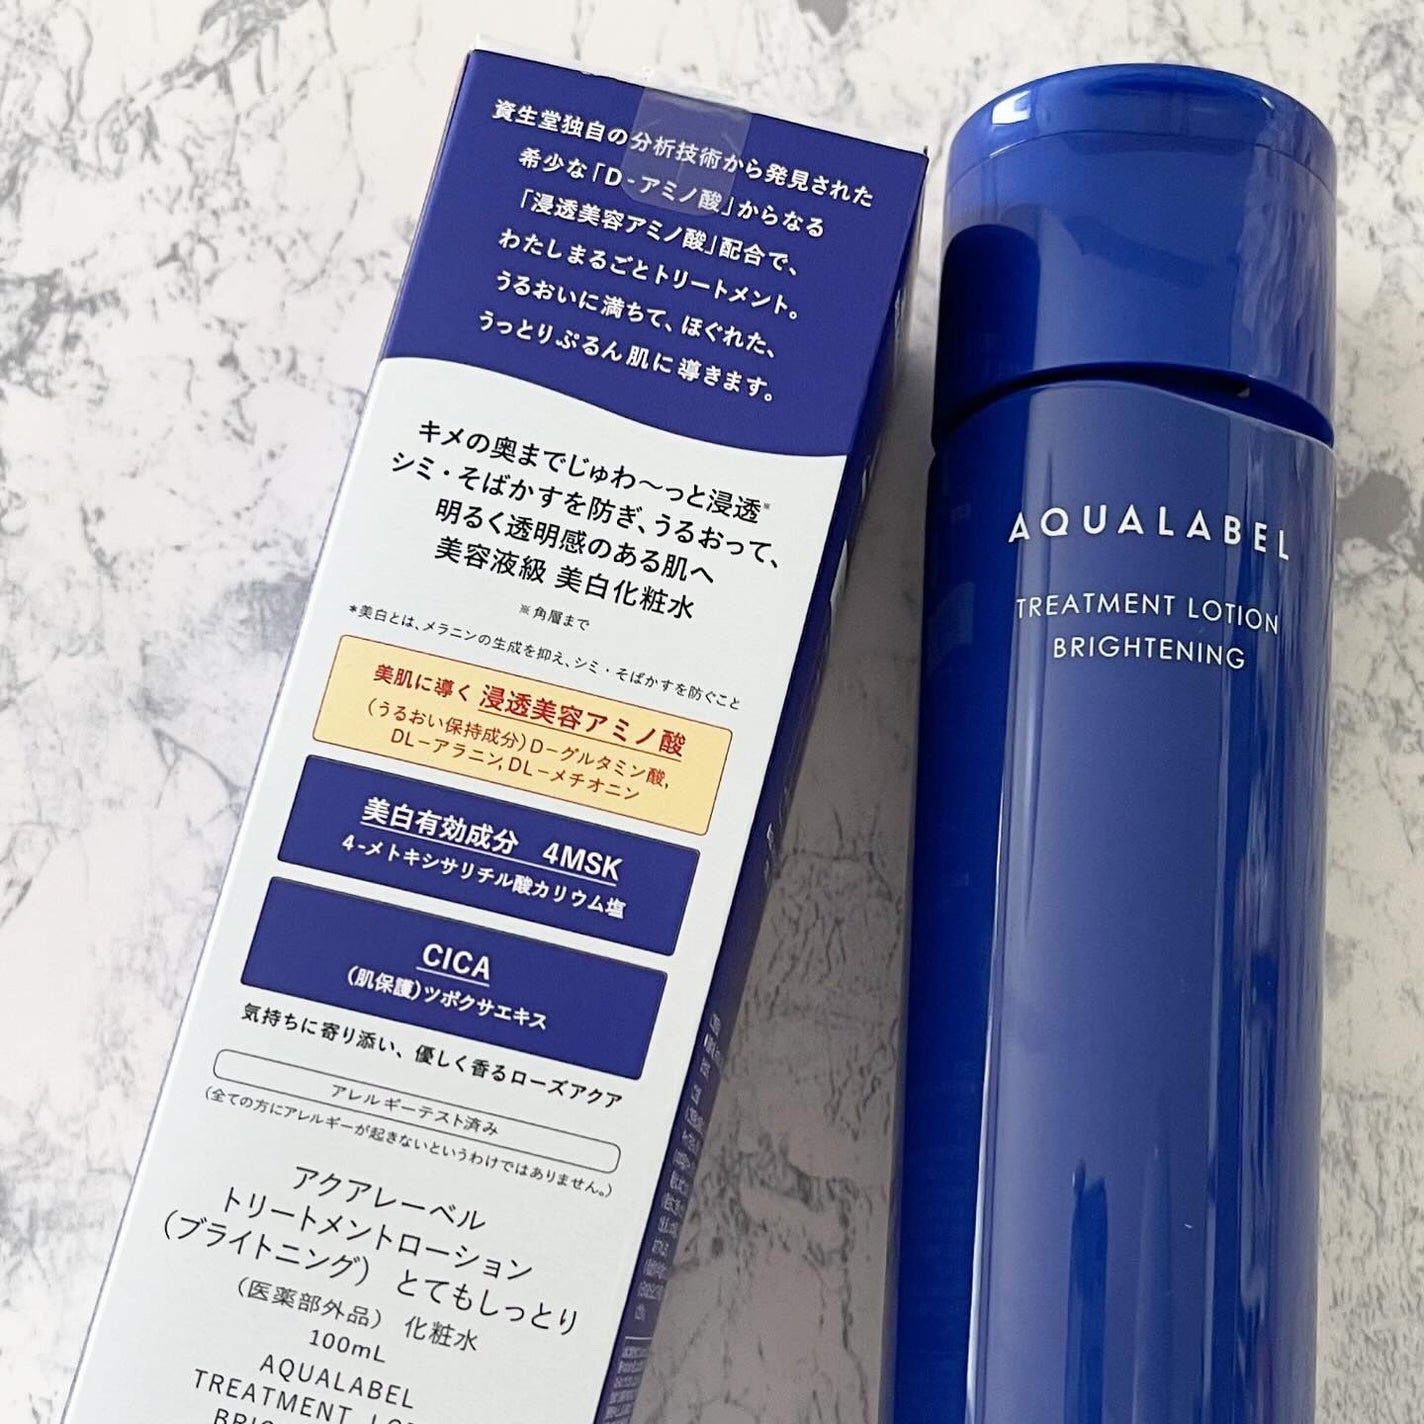 資生堂独自の分析技術から発見された
希少な「D-アミノ酸」からなる
「浸透美容アミノ酸」配合で、
わたしまるごとトリートメント。
うるおいに満ちて、ほぐれた、
うっとりぷるん肌に導きます。
キメの奥までじゅわ〜っと浸透※
シミ・そばかすを防ぎ、うるおって、
明るく透明感のある肌へ
美容液級 美白化粧水
※角層まで
*美白とは、メラニンの生成を抑え、シミ・そばかすを防ぐこと
美肌に導く 浸透美容アミノ酸
(うるおい保持成分)D-グルタミン酸,
DL-アラニン,DL-メチオニン
美白有効成分 4MSK
4-メトキシサリチル酸カリウム塩
CICA
(肌保護)ツボクサエキス
気持ちに寄り添い、優しく香るローズアクア
アレルギーテスト済み
(全ての方にアレルギーが起きないというわけではありません。)
アクアレーベル
トリートメントローション
(ブライトニング) とてもしっとり
(医薬部外品) 化粧水
100mL
AQUALABEL
TREATMENT
AQUALABEL
TREATMENT LOTION
BRIGHTENING